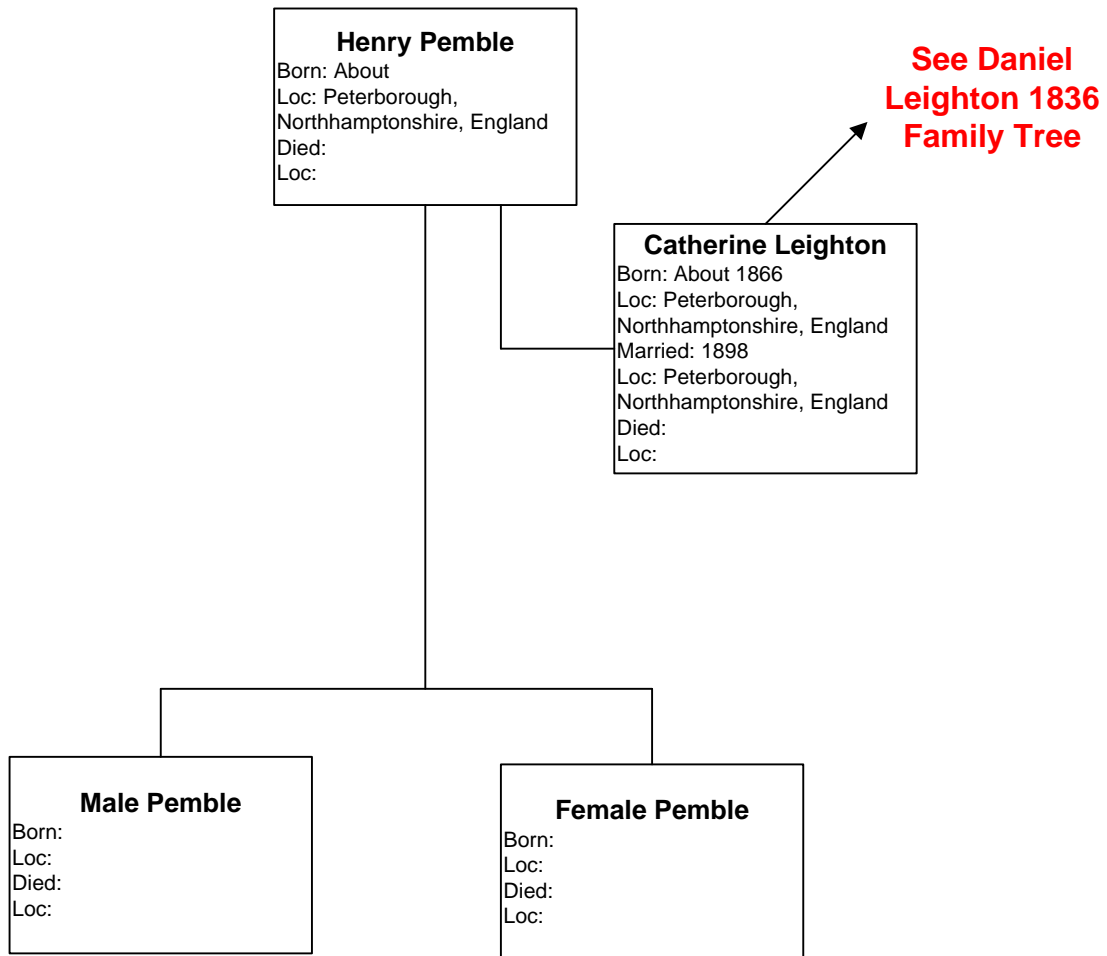 Henry Pemble
Born: About
Loc: Peterborough,
Northhamptonshire, England
Died:
Loc:
See Daniel
Leighton 1836
Family Tree
Catherine Leighton
Born: About 1866
Loc: Peterborough,
Northhamptonshire, England
Married: 1898
Loc: Peterborough,
Northhamptonshire, England
Died:
Loc:
Male Pemble
Born:
Loc:
Died:
Loc:
Female Pemble
Born:
Loc:
Died:
Loc: